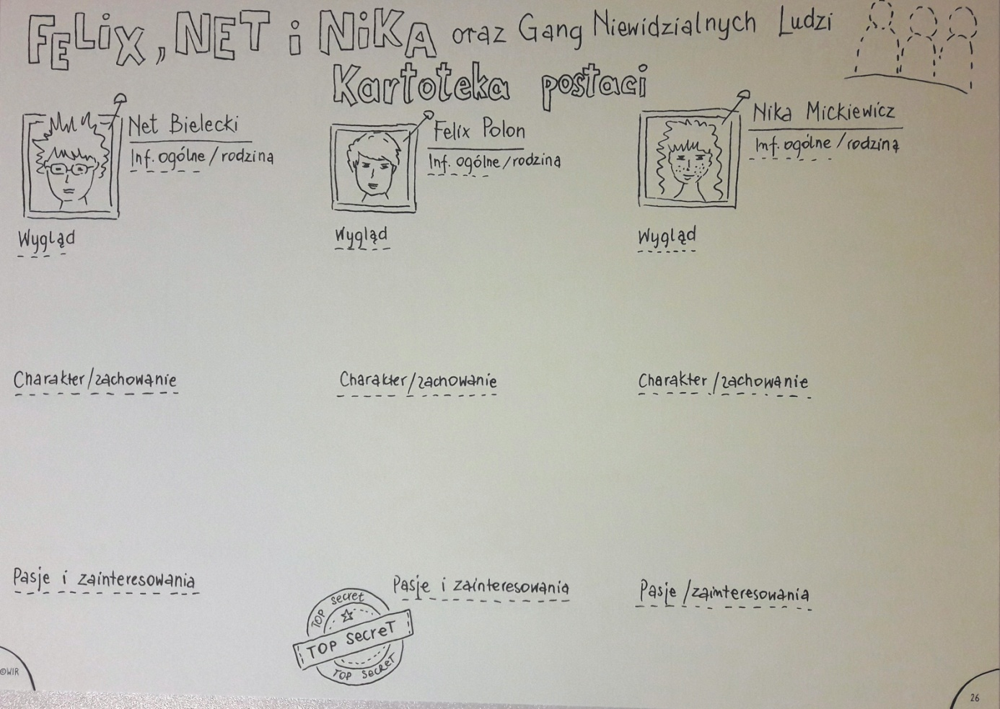 FELiX, NET i NiKA oraz Gang Niewidzialnych Ludzi
Kartoteka postaci
Net Bielecki
Inf. ogólne / rodzina
Wygląd
Charakter/zachowanie
Pasje i zainteresowania
Felix Polon
Inf. ogólne / rodzina
Wygląd
Charakter/zachowanie
Pasje i zainteresowania
TOP secret
TOP secreT
TOP SecreT
Nika Mickiewicz
Inf. ogólne / rodzina
Wygląd
Charakter/zachowanie
Pasje /zainteresowania
©WIR
26